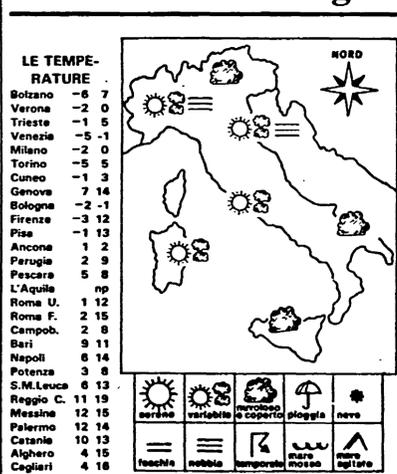 LE TEMPE-
RATURE
Bolzano -6 7
Verona -2 0
Trieste -1 5
Venezia -5 -1
Milano -2 0
Torino -5 5
Cuneo -1 3
Genova 7 14
Bologna -2 -1
Firenze -3 12
Pisa -1 13
Ancona 1 2
Perugia 2 9
Pescara 5 8
L'Aquila np
Roma U. 1 12
Roma F. 2 15
Campob. 2 8
Bari 9 11
Napoli 6 14
Potenza 3 8
S.M.Leuca 6 13
Reggio C. 11 19
Messina 12 15
Palermo 12 14
Catania 10 13
Alghero 4 15
Cagliari 4 16
NORD
sereno variabile nuvoloso o coperto pioggia neve
foschia nebbia temporale mare mosso mare agitato